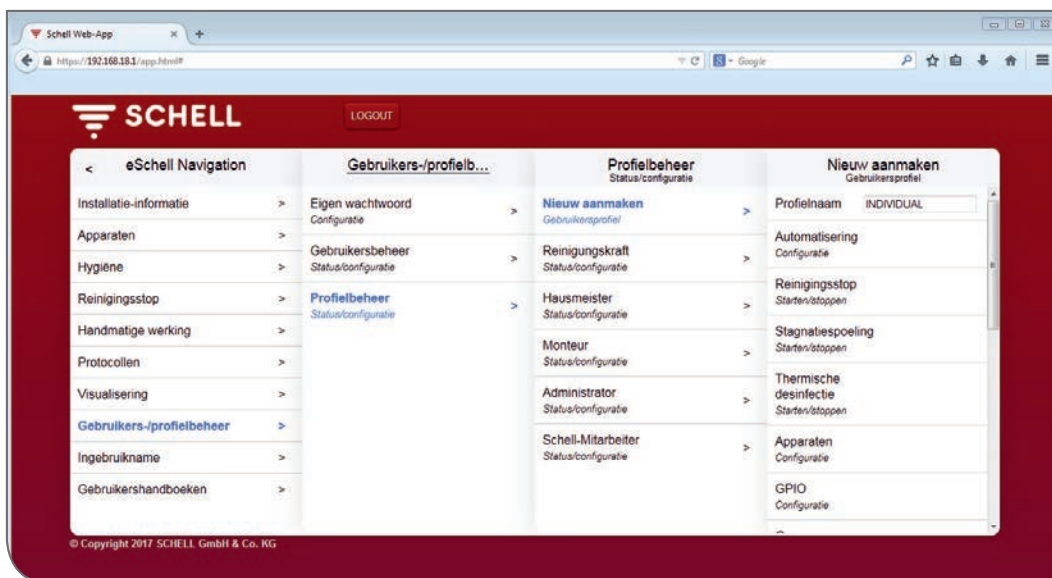 Schell Web-App
https://192.168.18.1/app.html#
Google
SCHELL
LOGOUT
< eSchell Navigation
Installatie-informatie >
Apparaten >
Hygiëne >
Reinigingsstop >
Handmatige werking >
Protocollen >
Visualisering >
Gebruikers-/profielbeheer >
Ingebruikname >
Gebruikershandboeken >
Gebruikers-/profielb...
Eigen wachtwoord >
Configuratie
Gebruikersbeheer >
Status/configuratie
Profielbeheer >
Status/configuratie
Profielbeheer
Status/configuratie
Nieuw aanmaken >
Gebruikersprofiel
Reinigungskraft >
Status/configuratie
Hausmeister >
Status/configuratie
Monteur >
Status/configuratie
Administrator >
Status/configuratie
Schell-Mitarbeiter >
Status/configuratie
Nieuw aanmaken
Gebruikersprofiel
Profielnaam INDIVIDUAL
Automatisering
Configuratie
Reinigingsstop
Starten/stoppen
Stagnatiespoeling
Starten/stoppen
Thermische
desinfectie
Starten/stoppen
Apparaten
Configuratie
GPIO
Configuratie
© Copyright 2017 SCHELL GmbH & Co. KG